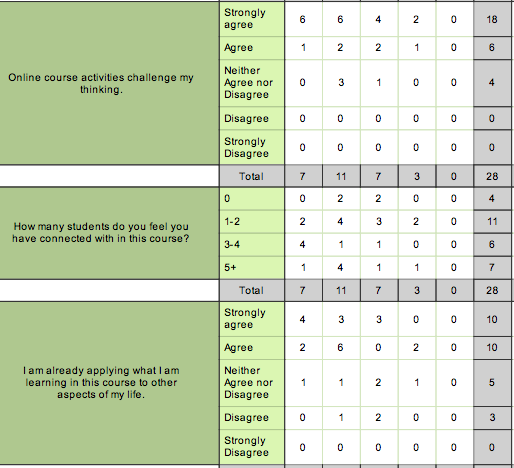 Strongly agree 6 6 4 2 0 18
Agree 1 2 2 1 0 6
Online course activities challenge my thinking.
Neither Agree nor Disagree 0 3 1 0 0 4
Disagree 0 0 0 0 0 0
Strongly Disagree 0 0 0 0 0 0
Total 7 11 7 3 0 28
How many students do you feel you have connected with in this course?
0 0 2 2 0 0 4
1-2 2 4 3 2 0 11
3-4 4 1 1 0 0 6
5+ 1 4 1 1 0 7
Total 7 11 7 3 0 28
Strongly agree 4 3 3 0 0 10
Agree 2 6 0 2 0 10
I am already applying what I am learning in this course to other aspects of my life.
Neither Agree nor Disagree 1 1 2 1 0 5
Disagree 0 1 2 0 0 3
Strongly Disagree 0 0 0 0 0 0